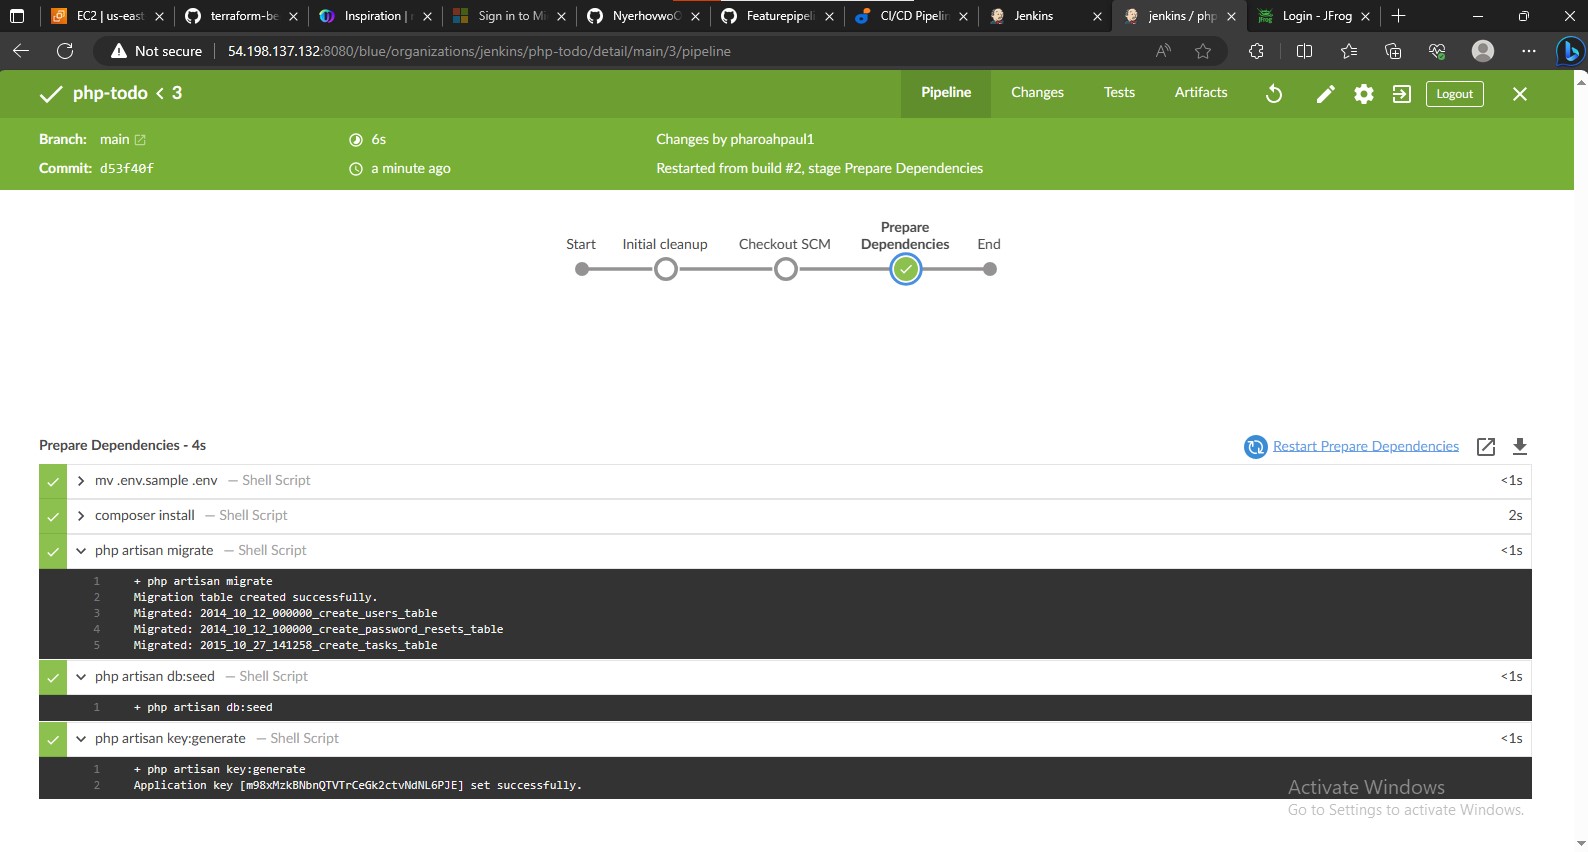 EC2 | us-east
terraform-be
Inspiration |
Sign in to Mi
NyerhovwoO
Featurepipeli
CI/CD Pipelin
Jenkins
jenkins / php
Login - JFrog
Not secure
54.198.137.132:8080/blue/organizations/jenkins/php-todo/detail/main/3/pipeline
php-todo < 3
Pipeline
Changes
Tests
Artifacts
Logout
Branch: main
6s
Changes by pharoahpaul1
Commit: d53f40f
a minute ago
Restarted from build #2, stage Prepare Dependencies
Start
Initial cleanup
Checkout SCM
Prepare
Dependencies
End
Prepare Dependencies - 4s
Restart Prepare Dependencies
mv .env.sample .env — Shell Script <1s
composer install — Shell Script 2s
php artisan migrate — Shell Script <1s
1 + php artisan migrate
2 Migration table created successfully.
3 Migrated: 2014_10_12_000000_create_users_table
4 Migrated: 2014_10_12_100000_create_password_resets_table
5 Migrated: 2015_10_27_141258_create_tasks_table
php artisan db:seed — Shell Script <1s
1 + php artisan db:seed
php artisan key:generate — Shell Script <1s
1 + php artisan key:generate
2 Application key [m98xMzkBNbnQTVTrCeGk2ctvNdNL6PJE] set successfully.
Activate Windows
Go to Settings to activate Windows.